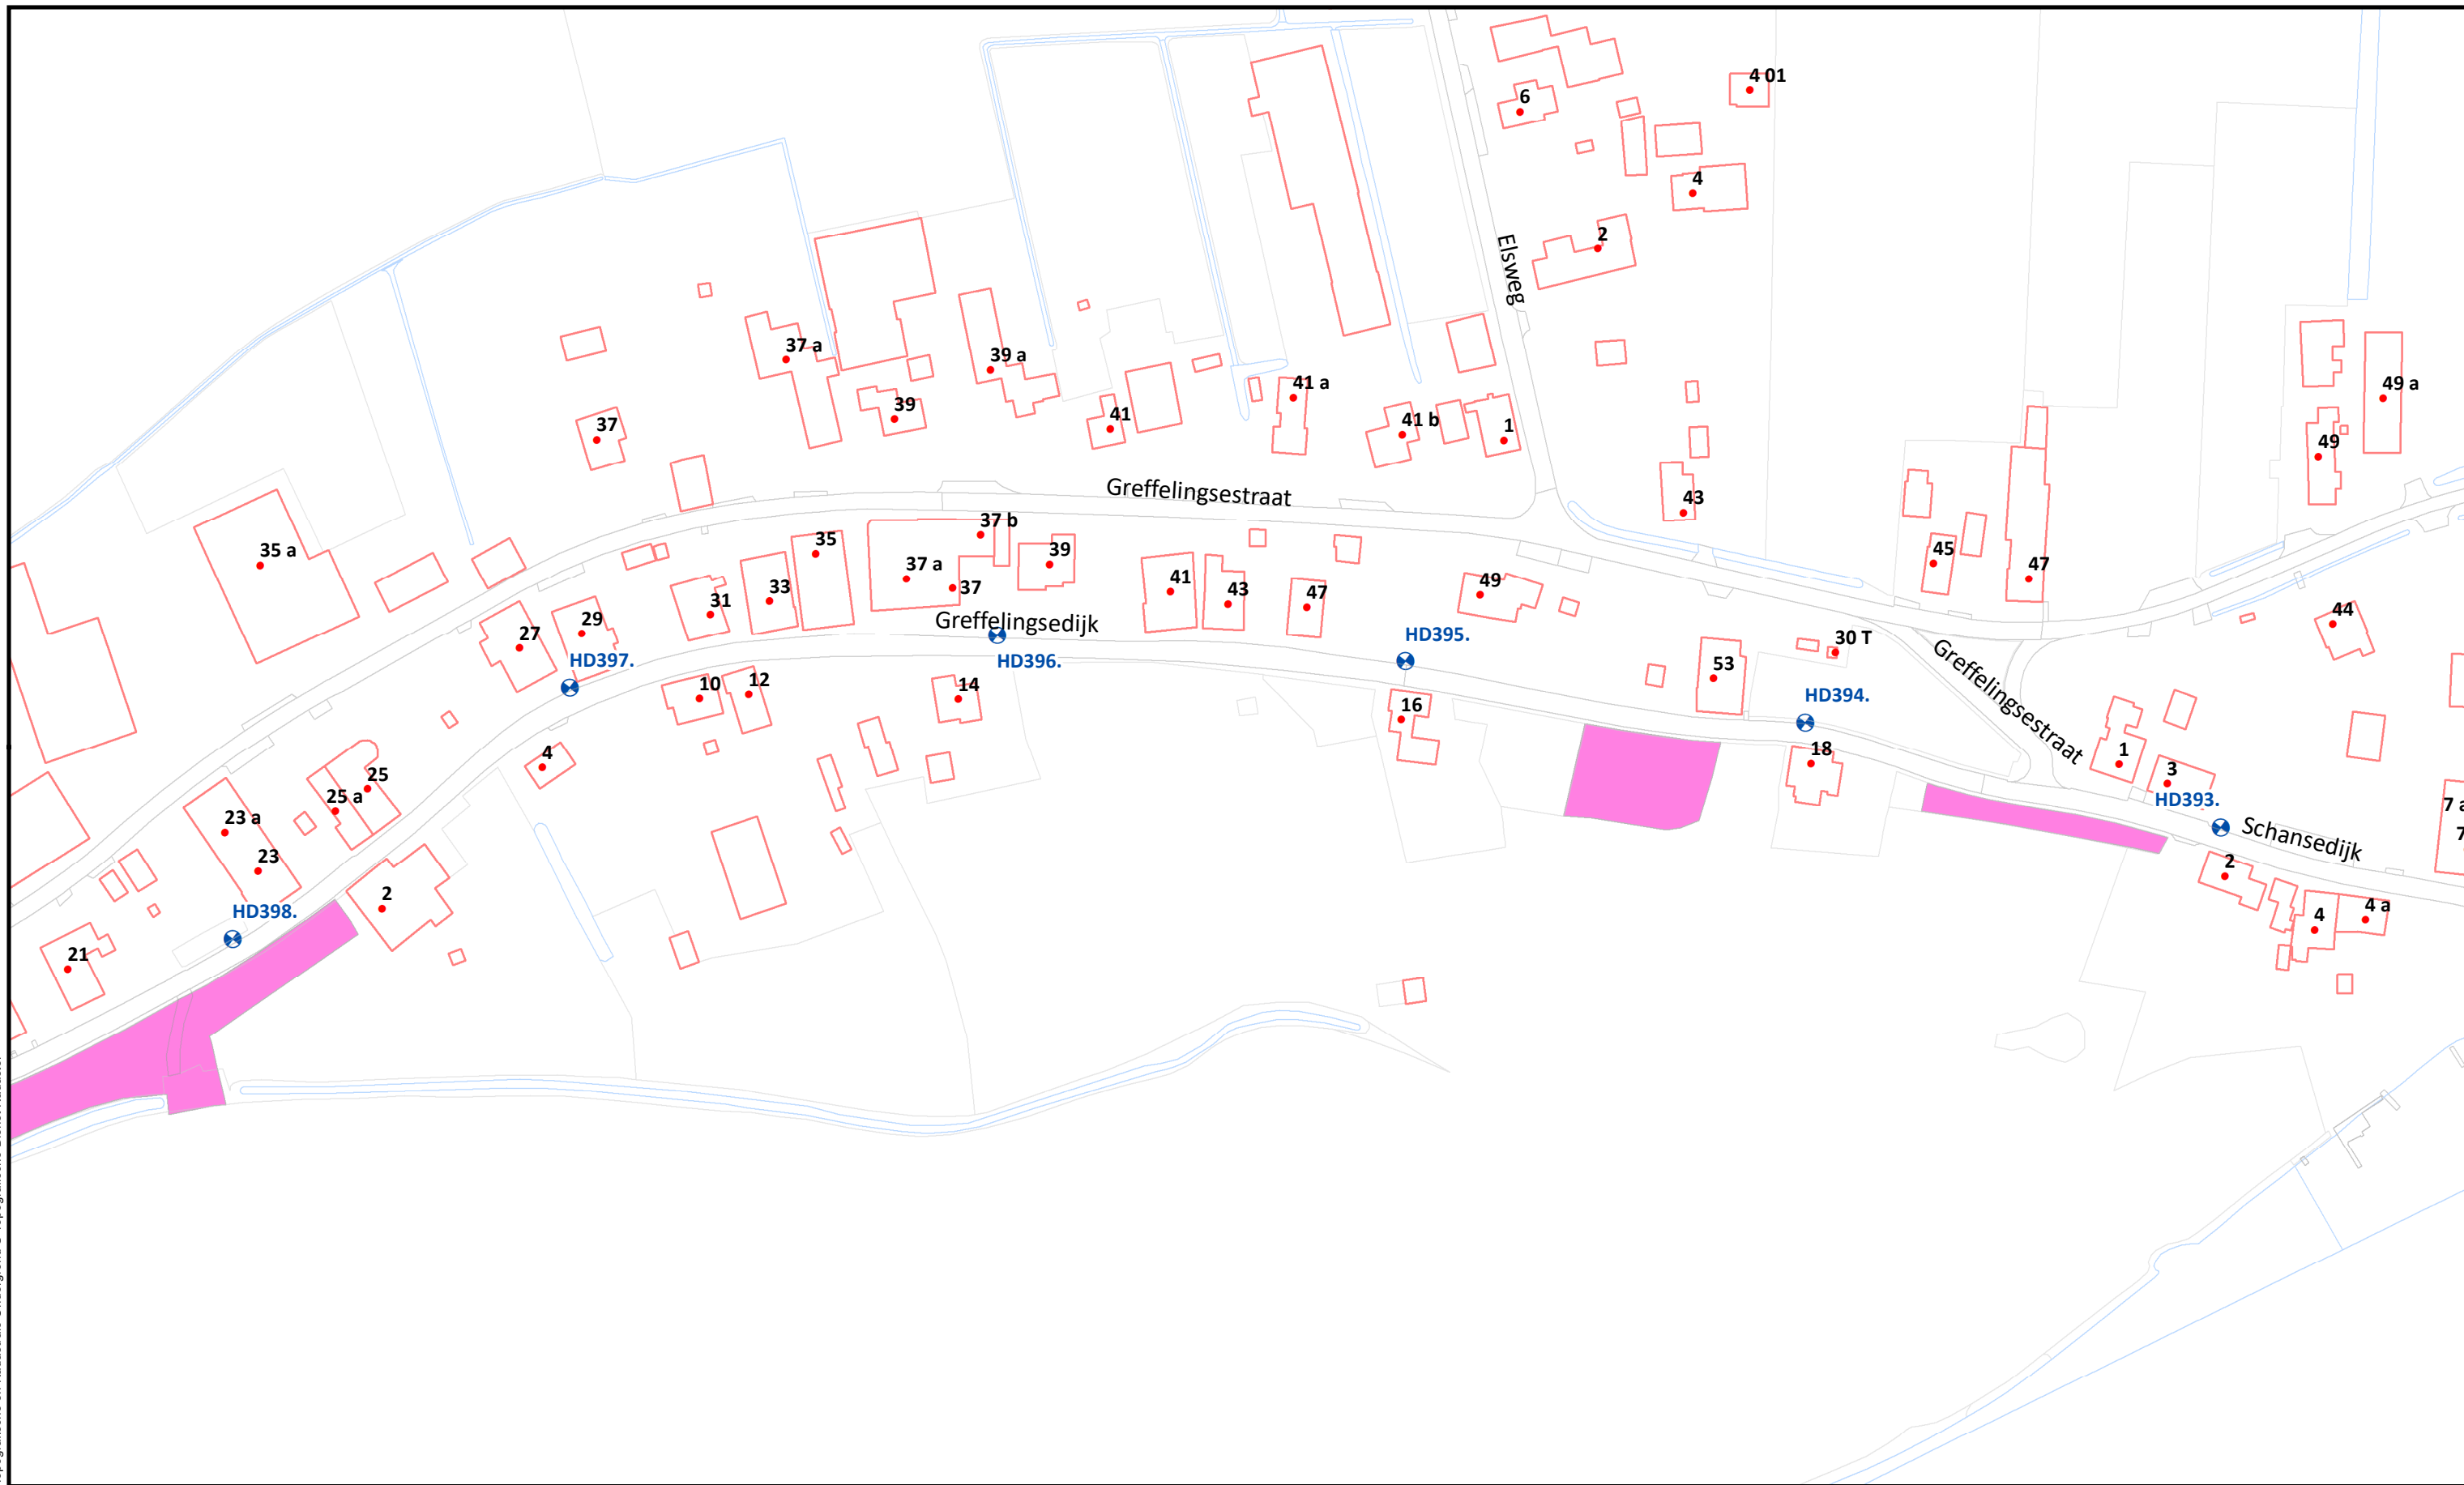 4 01
6
4
2
Elsweg
37 a
39 a
41 a
49 a
39
37
41
41 b
1
49
Greffelingsestraat
43
37 b
35
35 a
45
47
39
37 a
37
41
43
47
49
33
31
29
27
44
Greffelingsedijk
HD395.
30 T
HD397.
HD396.
Greffelingsestraat
53
10
12
14
16
HD394.
18
1
3
4
HD393.
25
25 a
23 a
23
Schansedijk
2
2
4
4 a
HD398.
21